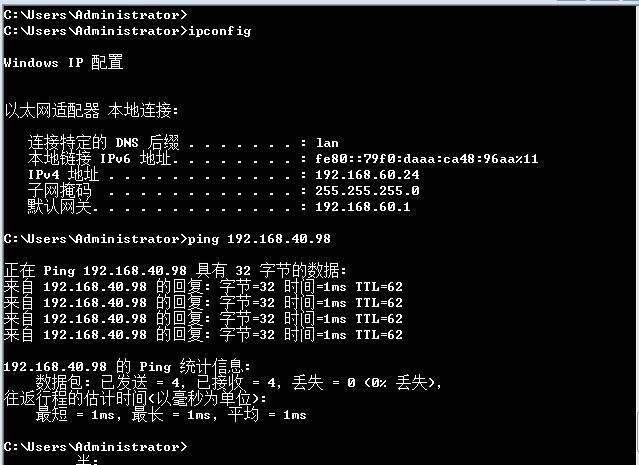 C:\Users\Administrator>
C:\Users\Administrator>ipconfig
Windows IP 配置
以太网适配器 本地连接:
连接特定的 DNS 后缀 . . . . . . . : lan
本地链接 IPv6 地址. . . . . . . . : fe80::79f0:daaa:ca48:96aa%11
IPv4 地址 . . . . . . . . . . . . : 192.168.60.24
子网掩码 . . . . . . . . . . . . : 255.255.255.0
默认网关. . . . . . . . . . . . . : 192.168.60.1
C:\Users\Administrator>ping 192.168.40.98
正在 Ping 192.168.40.98 具有 32 字节的数据:
来自 192.168.40.98 的回复: 字节=32 时间=1ms TTL=62
来自 192.168.40.98 的回复: 字节=32 时间=1ms TTL=62
来自 192.168.40.98 的回复: 字节=32 时间=1ms TTL=62
来自 192.168.40.98 的回复: 字节=32 时间=1ms TTL=62
192.168.40.98 的 Ping 统计信息:
数据包: 已发送 = 4, 已接收 = 4, 丢失 = 0 (0% 丢失),
往返行程的估计时间(以毫秒为单位):
最短 = 1ms, 最长 = 1ms, 平均 = 1ms
C:\Users\Administrator>
半: